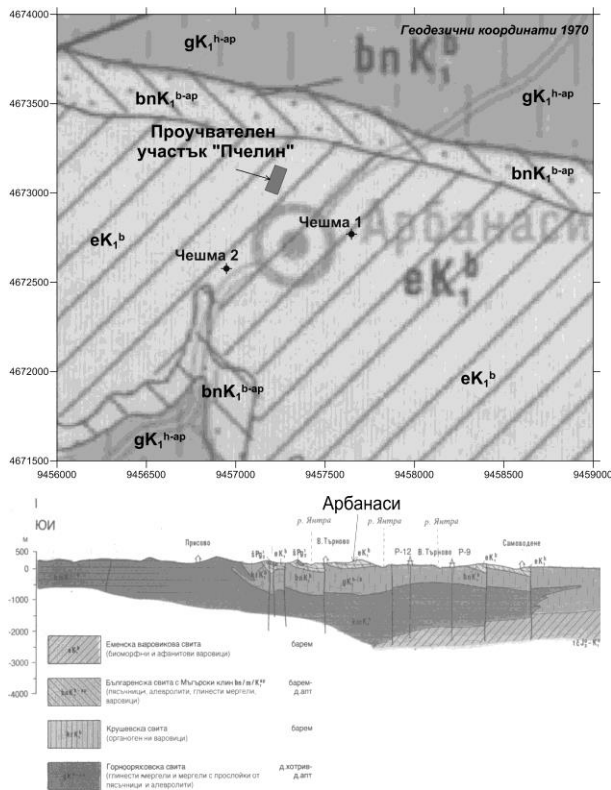 4674000
4673500
4673000
4672500
4672000
4671500
Геодезични координати 1970
gK₁ʰ⁻ᵃᵖ
bnK₁ᵇ
gK₁ʰ⁻ᵃᵖ
bnK₁ᵇ⁻ᵃᵖ
Проучвателен
участък "Пчелин"
bnK₁ᵇ⁻ᵃᵖ
Чешма 1
Арбанаси
eK₁ᵇ
Чешма 2
eK₁ᵇ
bnK₁ᵇ⁻ᵃᵖ
eK₁ᵇ
gK₁ʰ⁻ᵃᵖ
9456000 9456500 9457000 9457500 9458000 9458500 9459000
I
ЮИ
Арбанаси
р. Янтра р. Янтра р. Янтра
м Присово В. Търново Р-12 В. Търново Р-9 Самоводене
500
0
-1000
-2000
-3000
-4000
Еменска варовикова свита барем
(биоморфни и афанитови варовици)
Българенска свита с Мъгърски клин барем-
(пясъчници, алевролити, глинести мергели, д.апт
варовици)
Крушевска свита барем
(органогенни варовици)
Горнооряховска свита д.хотрив-
(глинести мергели и мергели с прослойки от д.апт
пясъчници и алевролити)